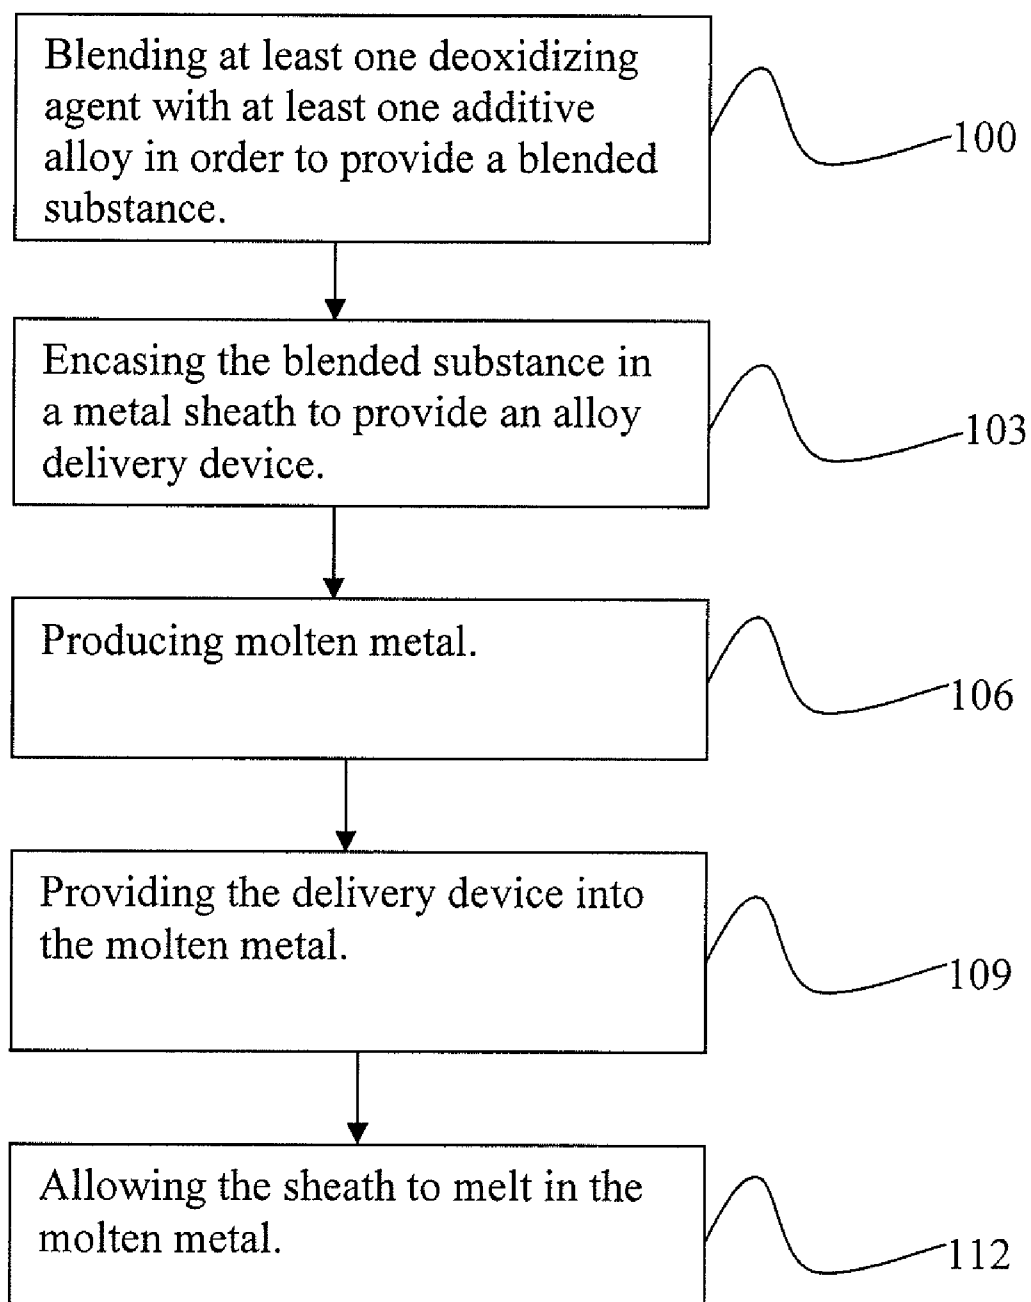 Blending at least one deoxidizing
agent with at least one additive
alloy in order to provide a blended
substance.
100
Encasing the blended substance in
a metal sheath to provide an alloy
delivery device.
103
Producing molten metal.
106
Providing the delivery device into
the molten metal.
109
Allowing the sheath to melt in the
molten metal.
112